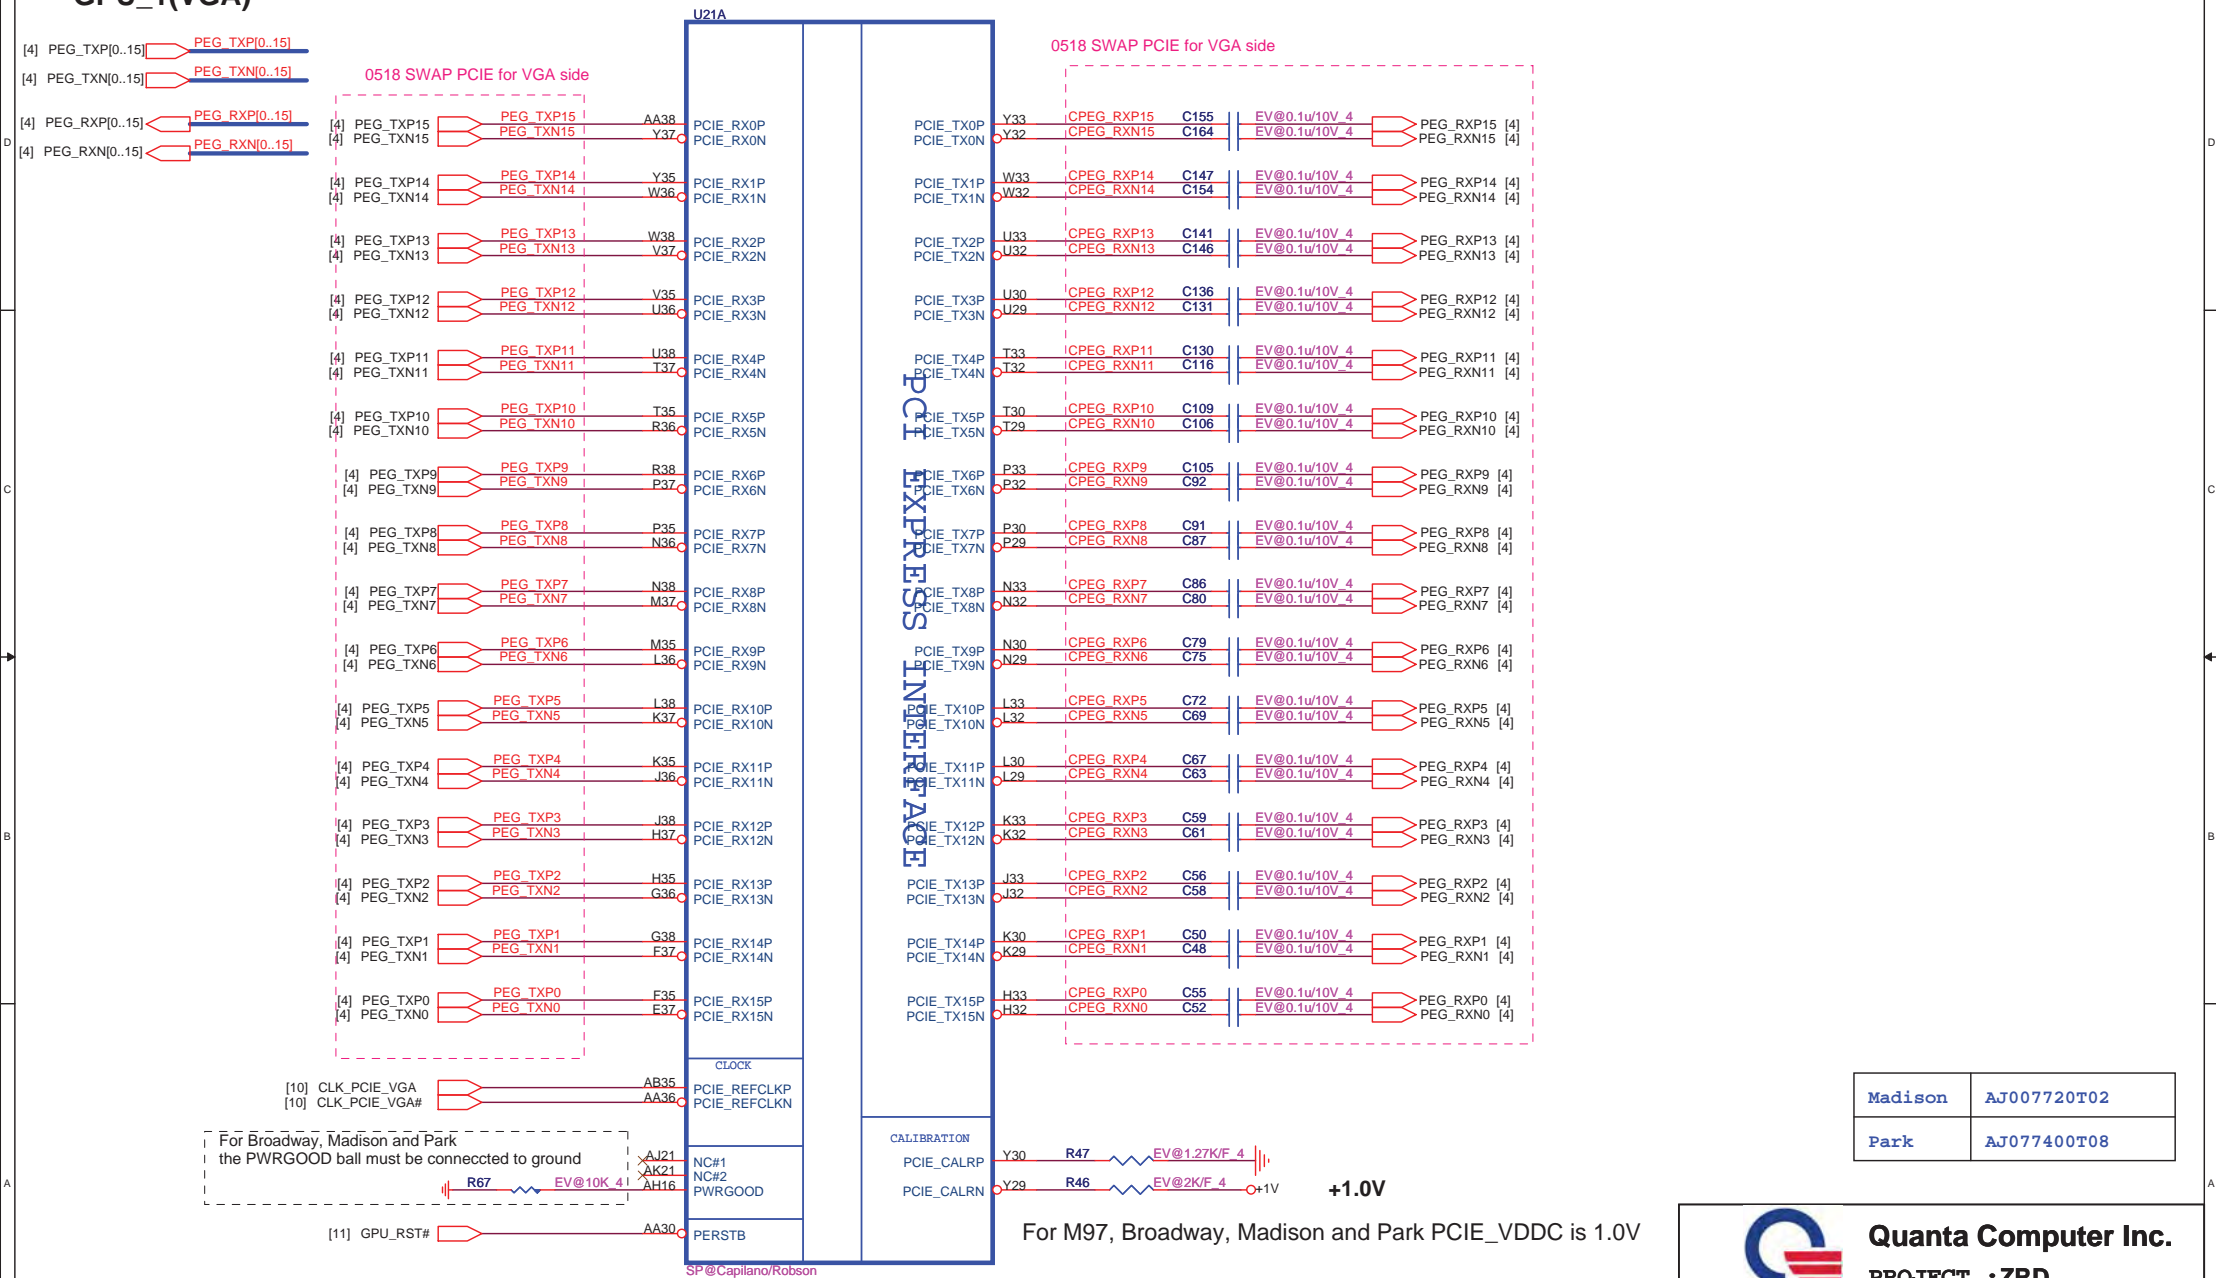 GPU_1(VGA)
U21A
0518 SWAP PCIE for VGA side
0518 SWAP PCIE for VGA side
[4] PEG_TXP[0..15] PEG_TXP[0..15]
[4] PEG_TXN[0..15] PEG_TXN[0..15]
[4] PEG_RXP[0..15] PEG_RXP[0..15]
[4] PEG_RXN[0..15] PEG_RXN[0..15]
[4] PEG_TXP15 PEG_TXP15 AA38 PCIE_RX0P PCIE_TX0P Y33 CPEG_RXP15 C155 EV@0.1u/10V_4 PEG_RXP15 [4]
[4] PEG_TXN15 PEG_TXN15 Y37 PCIE_RX0N PCIE_TX0N Y32 CPEG_RXN15 C164 EV@0.1u/10V_4 PEG_RXN15 [4]
[4] PEG_TXP14 PEG_TXP14 Y35 PCIE_RX1P PCIE_TX1P W33 CPEG_RXP14 C147 EV@0.1u/10V_4 PEG_RXP14 [4]
[4] PEG_TXN14 PEG_TXN14 W36 PCIE_RX1N PCIE_TX1N W32 CPEG_RXN14 C154 EV@0.1u/10V_4 PEG_RXN14 [4]
[4] PEG_TXP13 PEG_TXP13 W38 PCIE_RX2P PCIE_TX2P U33 CPEG_RXP13 C141 EV@0.1u/10V_4 PEG_RXP13 [4]
[4] PEG_TXN13 PEG_TXN13 V37 PCIE_RX2N PCIE_TX2N U32 CPEG_RXN13 C146 EV@0.1u/10V_4 PEG_RXN13 [4]
[4] PEG_TXP12 PEG_TXP12 V35 PCIE_RX3P PCIE_TX3P U30 CPEG_RXP12 C136 EV@0.1u/10V_4 PEG_RXP12 [4]
[4] PEG_TXN12 PEG_TXN12 U36 PCIE_RX3N PCIE_TX3N U29 CPEG_RXN12 C131 EV@0.1u/10V_4 PEG_RXN12 [4]
[4] PEG_TXP11 PEG_TXP11 U38 PCIE_RX4P PCIE_TX4P T33 CPEG_RXP11 C130 EV@0.1u/10V_4 PEG_RXP11 [4]
[4] PEG_TXN11 PEG_TXN11 T37 PCIE_RX4N PCIE_TX4N T32 CPEG_RXN11 C116 EV@0.1u/10V_4 PEG_RXN11 [4]
[4] PEG_TXP10 PEG_TXP10 T35 PCIE_RX5P PCIE_TX5P T30 CPEG_RXP10 C109 EV@0.1u/10V_4 PEG_RXP10 [4]
[4] PEG_TXN10 PEG_TXN10 R36 PCIE_RX5N PCIE_TX5N T29 CPEG_RXN10 C106 EV@0.1u/10V_4 PEG_RXN10 [4]
[4] PEG_TXP9 PEG_TXP9 R38 PCIE_RX6P PCIE_TX6P P33 CPEG_RXP9 C105 EV@0.1u/10V_4 PEG_RXP9 [4]
[4] PEG_TXN9 PEG_TXN9 P37 PCIE_RX6N PCIE_TX6N P32 CPEG_RXN9 C92 EV@0.1u/10V_4 PEG_RXN9 [4]
[4] PEG_TXP8 PEG_TXP8 P35 PCIE_RX7P PCIE_TX7P P30 CPEG_RXP8 C91 EV@0.1u/10V_4 PEG_RXP8 [4]
[4] PEG_TXN8 PEG_TXN8 N36 PCIE_RX7N PCIE_TX7N P29 CPEG_RXN8 C87 EV@0.1u/10V_4 PEG_RXN8 [4]
[4] PEG_TXP7 PEG_TXP7 N38 PCIE_RX8P PCIE_TX8P N33 CPEG_RXP7 C86 EV@0.1u/10V_4 PEG_RXP7 [4]
[4] PEG_TXN7 PEG_TXN7 M37 PCIE_RX8N PCIE_TX8N N32 CPEG_RXN7 C80 EV@0.1u/10V_4 PEG_RXN7 [4]
[4] PEG_TXP6 PEG_TXP6 M35 PCIE_RX9P PCIE_TX9P N30 CPEG_RXP6 C79 EV@0.1u/10V_4 PEG_RXP6 [4]
[4] PEG_TXN6 PEG_TXN6 L36 PCIE_RX9N PCIE_TX9N N29 CPEG_RXN6 C75 EV@0.1u/10V_4 PEG_RXN6 [4]
[4] PEG_TXP5 PEG_TXP5 L38 PCIE_RX10P PCIE_TX10P L33 CPEG_RXP5 C72 EV@0.1u/10V_4 PEG_RXP5 [4]
[4] PEG_TXN5 PEG_TXN5 K37 PCIE_RX10N PCIE_TX10N L32 CPEG_RXN5 C69 EV@0.1u/10V_4 PEG_RXN5 [4]
[4] PEG_TXP4 PEG_TXP4 K35 PCIE_RX11P PCIE_TX11P L30 CPEG_RXP4 C67 EV@0.1u/10V_4 PEG_RXP4 [4]
[4] PEG_TXN4 PEG_TXN4 J36 PCIE_RX11N PCIE_TX11N L29 CPEG_RXN4 C63 EV@0.1u/10V_4 PEG_RXN4 [4]
[4] PEG_TXP3 PEG_TXP3 J38 PCIE_RX12P PCIE_TX12P K33 CPEG_RXP3 C59 EV@0.1u/10V_4 PEG_RXP3 [4]
[4] PEG_TXN3 PEG_TXN3 H37 PCIE_RX12N PCIE_TX12N K32 CPEG_RXN3 C61 EV@0.1u/10V_4 PEG_RXN3 [4]
[4] PEG_TXP2 PEG_TXP2 H35 PCIE_RX13P PCIE_TX13P J33 CPEG_RXP2 C56 EV@0.1u/10V_4 PEG_RXP2 [4]
[4] PEG_TXN2 PEG_TXN2 G36 PCIE_RX13N PCIE_TX13N J32 CPEG_RXN2 C58 EV@0.1u/10V_4 PEG_RXN2 [4]
[4] PEG_TXP1 PEG_TXP1 G38 PCIE_RX14P PCIE_TX14P K30 CPEG_RXP1 C50 EV@0.1u/10V_4 PEG_RXP1 [4]
[4] PEG_TXN1 PEG_TXN1 F37 PCIE_RX14N PCIE_TX14N K29 CPEG_RXN1 C48 EV@0.1u/10V_4 PEG_RXN1 [4]
[4] PEG_TXP0 PEG_TXP0 F35 PCIE_RX15P PCIE_TX15P H33 CPEG_RXP0 C55 EV@0.1u/10V_4 PEG_RXP0 [4]
[4] PEG_TXN0 PEG_TXN0 E37 PCIE_RX15N PCIE_TX15N H32 CPEG_RXN0 C52 EV@0.1u/10V_4 PEG_RXN0 [4]
PCI EXPRESS INTERFACE
D D
C C
B B
A A
CLOCK
[10] CLK_PCIE_VGA AB35 PCIE_REFCLKP
[10] CLK_PCIE_VGA# AA36 PCIE_REFCLKN
For Broadway, Madison and Park
the PWRGOOD ball must be conneccted to ground
AJ21 NC#1
AK21 NC#2
R67 EV@10K_4 AH16 PWRGOOD
[11] GPU_RST# AA30 PERSTB
CALIBRATION
PCIE_CALRP Y30 R47 EV@1.27K/F_4
PCIE_CALRN Y29 R46 EV@2K/F_4 +1V +1.0V
For M97, Broadway, Madison and Park PCIE_VDDC is 1.0V
SP@Capilano/Robson
Madison AJ007720T02
Park AJ077400T08
Quanta Computer Inc.
PROJECT : ZRD